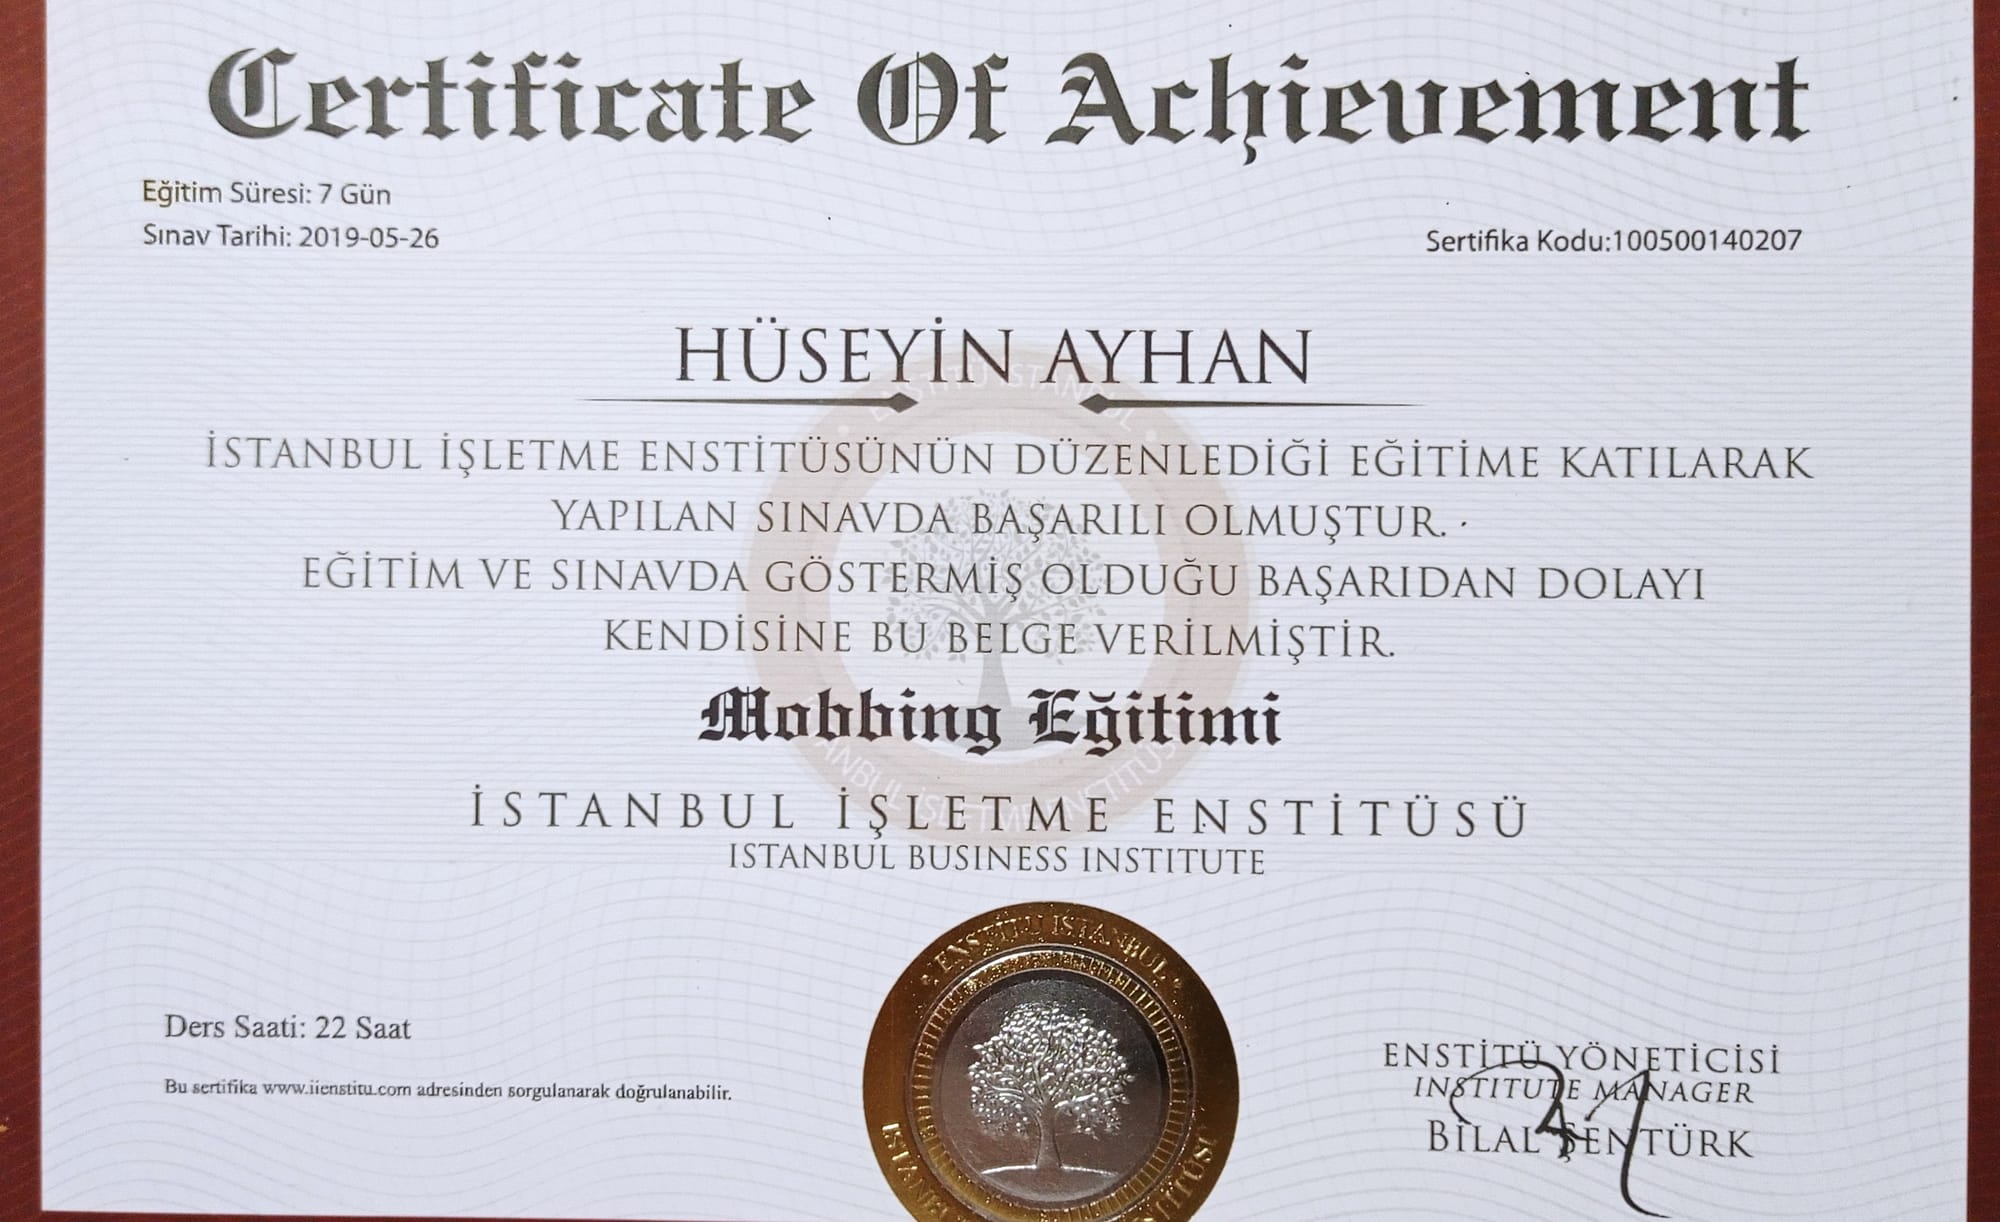 Certificate Of Achievement
Eğitim Süresi: 7 Gün
Sınav Tarihi: 2019-05-26
Sertifika Kodu:100500140207
HÜSEYİN AYHAN
İSTANBUL İŞLETME ENSTİTÜSÜNÜN DÜZENLEDİĞİ EĞİTİME KATILARAK
YAPILAN SINAVDA BAŞARILI OLMUŞTUR.
EĞİTİM VE SINAVDA GÖSTERMİŞ OLDUĞU BAŞARIDAN DOLAYI
KENDİSİNE BU BELGE VERİLMİŞTİR.
Mobbing Eğitimi
İSTANBUL İŞLETME ENSTİTÜSÜ
ISTANBUL BUSINESS INSTITUTE
ENSTİTÜ İSTANBUL
Ders Saati: 22 Saat
Bu sertifika www.iienstitu.com adresinden sorgulanarak doğrulanabilir.
ENSTİTÜ YÖNETİCİSİ
INSTITUTE MANAGER
BİLAL ŞENTÜRK